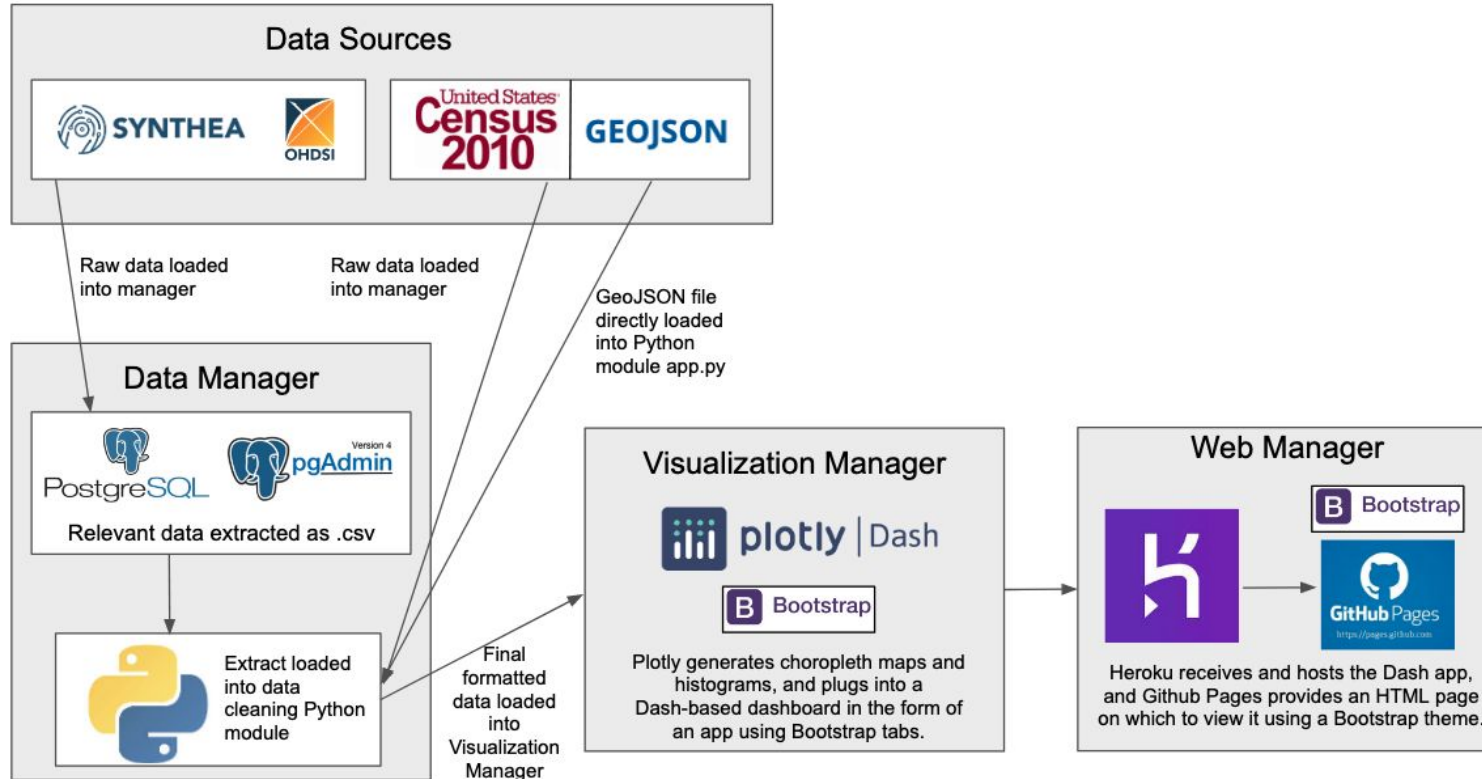 Data Sources
SYNTHEA
OHDSI
United States
Census
2010
GEOJSON
Raw data loaded
into manager
Raw data loaded
into manager
GeoJSON file
directly loaded
into Python
module app.py
Data Manager
PostgreSQL
Version 4
pgAdmin
Relevant data extracted as .csv
Extract loaded
into data
cleaning Python
module
Final
formatted
data loaded
into
Visualization
Manager
Visualization Manager
plotly | Dash
B Bootstrap
Plotly generates choropleth maps and
histograms, and plugs into a
Dash-based dashboard in the form of
an app using Bootstrap tabs.
Web Manager
B Bootstrap
GitHub Pages
https://pages.github.com
Heroku receives and hosts the Dash app,
and Github Pages provides an HTML page
on which to view it using a Bootstrap theme.